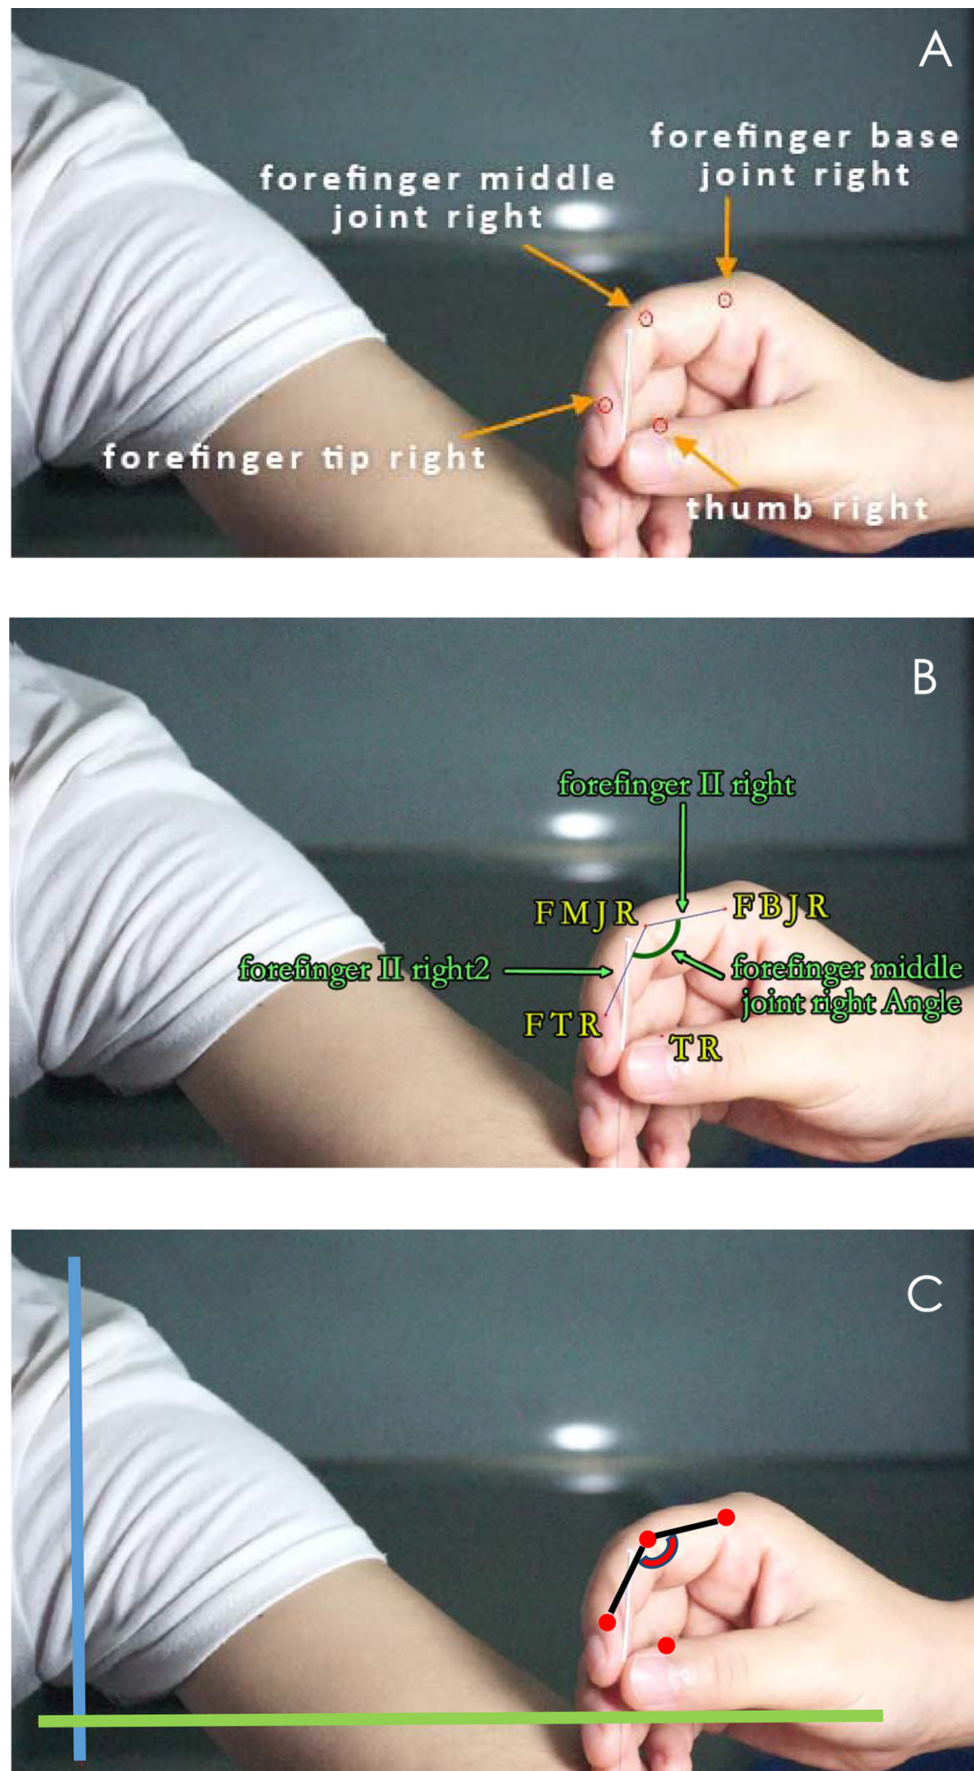 A
forefinger base
joint right
forefinger middle
joint right
forefinger tip right
thumb right
B
forefinger II right
FMJR
FBJR
forefinger II right2
forefinger middle
joint right Angle
FTR
TR
C